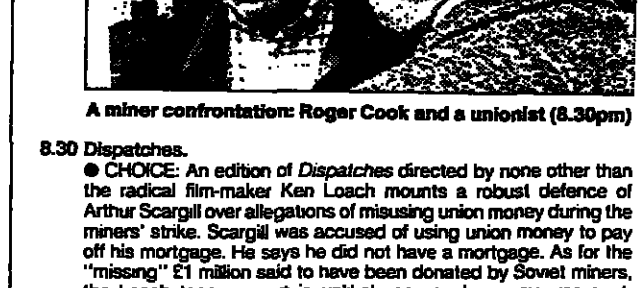 A miner confrontation: Roger Cook and a unionist (8.30pm)
8.30 Dispatches.
● CHOICE: An edition of Dispatches directed by none other than
the radical film-maker Ken Loach mounts a robust defence of
Arthur Scargill over allegations of misusing union money during the
miners' strike. Scargill was accused of using union money to pay
off his mortgage. He says he did not have a mortgage. As for the
"missing" £1 million said to have been donated by Soviet miners,